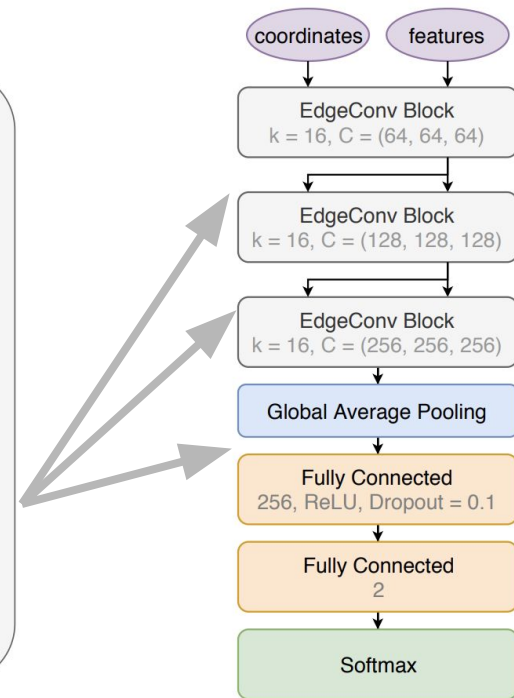 coordinates
features
EdgeConv Block
k = 16, C = (64, 64, 64)
EdgeConv Block
k = 16, C = (128, 128, 128)
EdgeConv Block
k = 16, C = (256, 256, 256)
Global Average Pooling
Fully Connected
256, ReLU, Dropout = 0.1
Fully Connected
2
Softmax